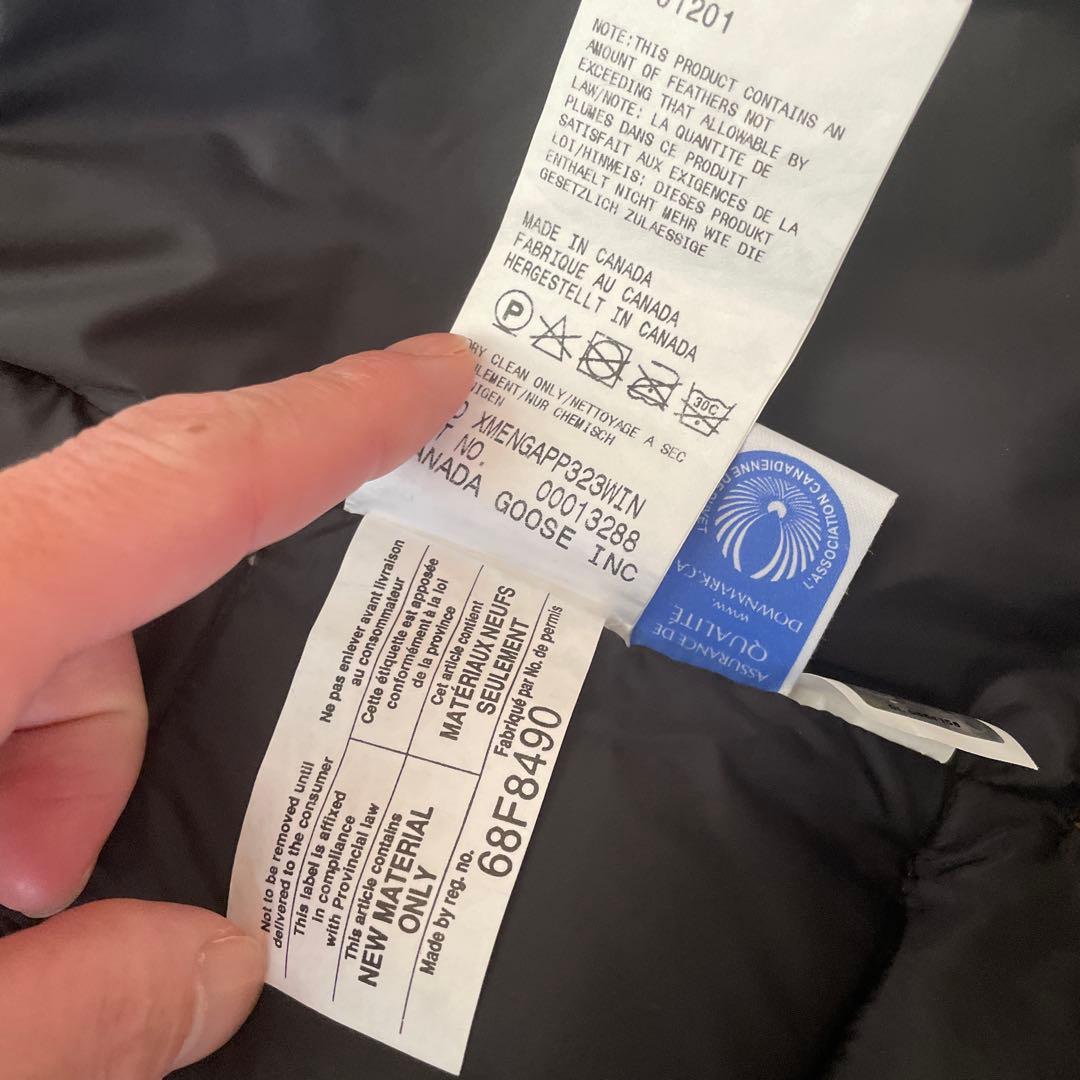 01201
NOTE:THIS PRODUCT CONTAINS AN
AMOUNT OF FEATHERS NOT
EXCEEDING THAT ALLOWABLE BY
LAW/NOTE: LA QUANTITE DE
PLUMES DANS CE PRODUIT
SATISFAIT AUX EXIGENCES DE LA
LOI/HINWEIS: DIESES PRODUKT
ENTHAELT NICHT MEHR WIE DIE
GESETZLICH ZULAESSIGE
MADE IN CANADA
FABRIQUE AU CANADA
HERGESTELLT IN CANADA
P
30C
DRY CLEAN ONLY/NETTOYAGE A SEC
ULEMENT/NUR CHEMISCH
NIGEN
XMENGAPP323WIN
NO. 00013288
ANADA GOOSE INC
L'ASSOCIATION CANADIENNE
www.
DOWNMARK.CA
ASSURANCE DE
QUALITÉ
Ne pas enlever avant livraison
au consommateur
Cette étiquette est apposée
conformément à la loi
de la province
Cet article contient
MATÉRIAUX NEUFS
SEULEMENT
Fabriqué par No. de permis
Not to be removed until
delivered to the consumer
This label is affixed
in compliance
with Provincial law
This article contains
NEW MATERIAL
ONLY
Made by reg. no.
68F8490